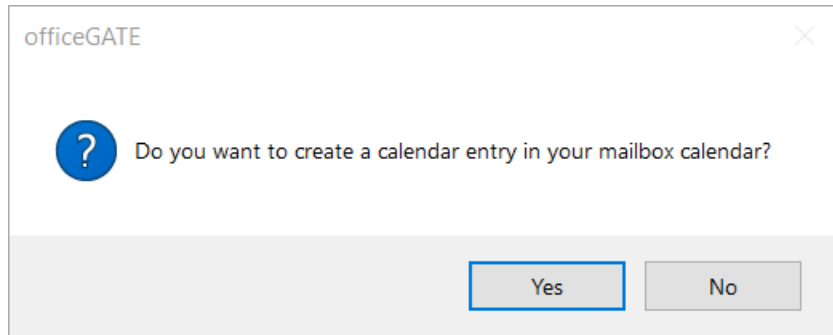 officeGATE
Do you want to create a calendar entry in your mailbox calendar?
Yes
No